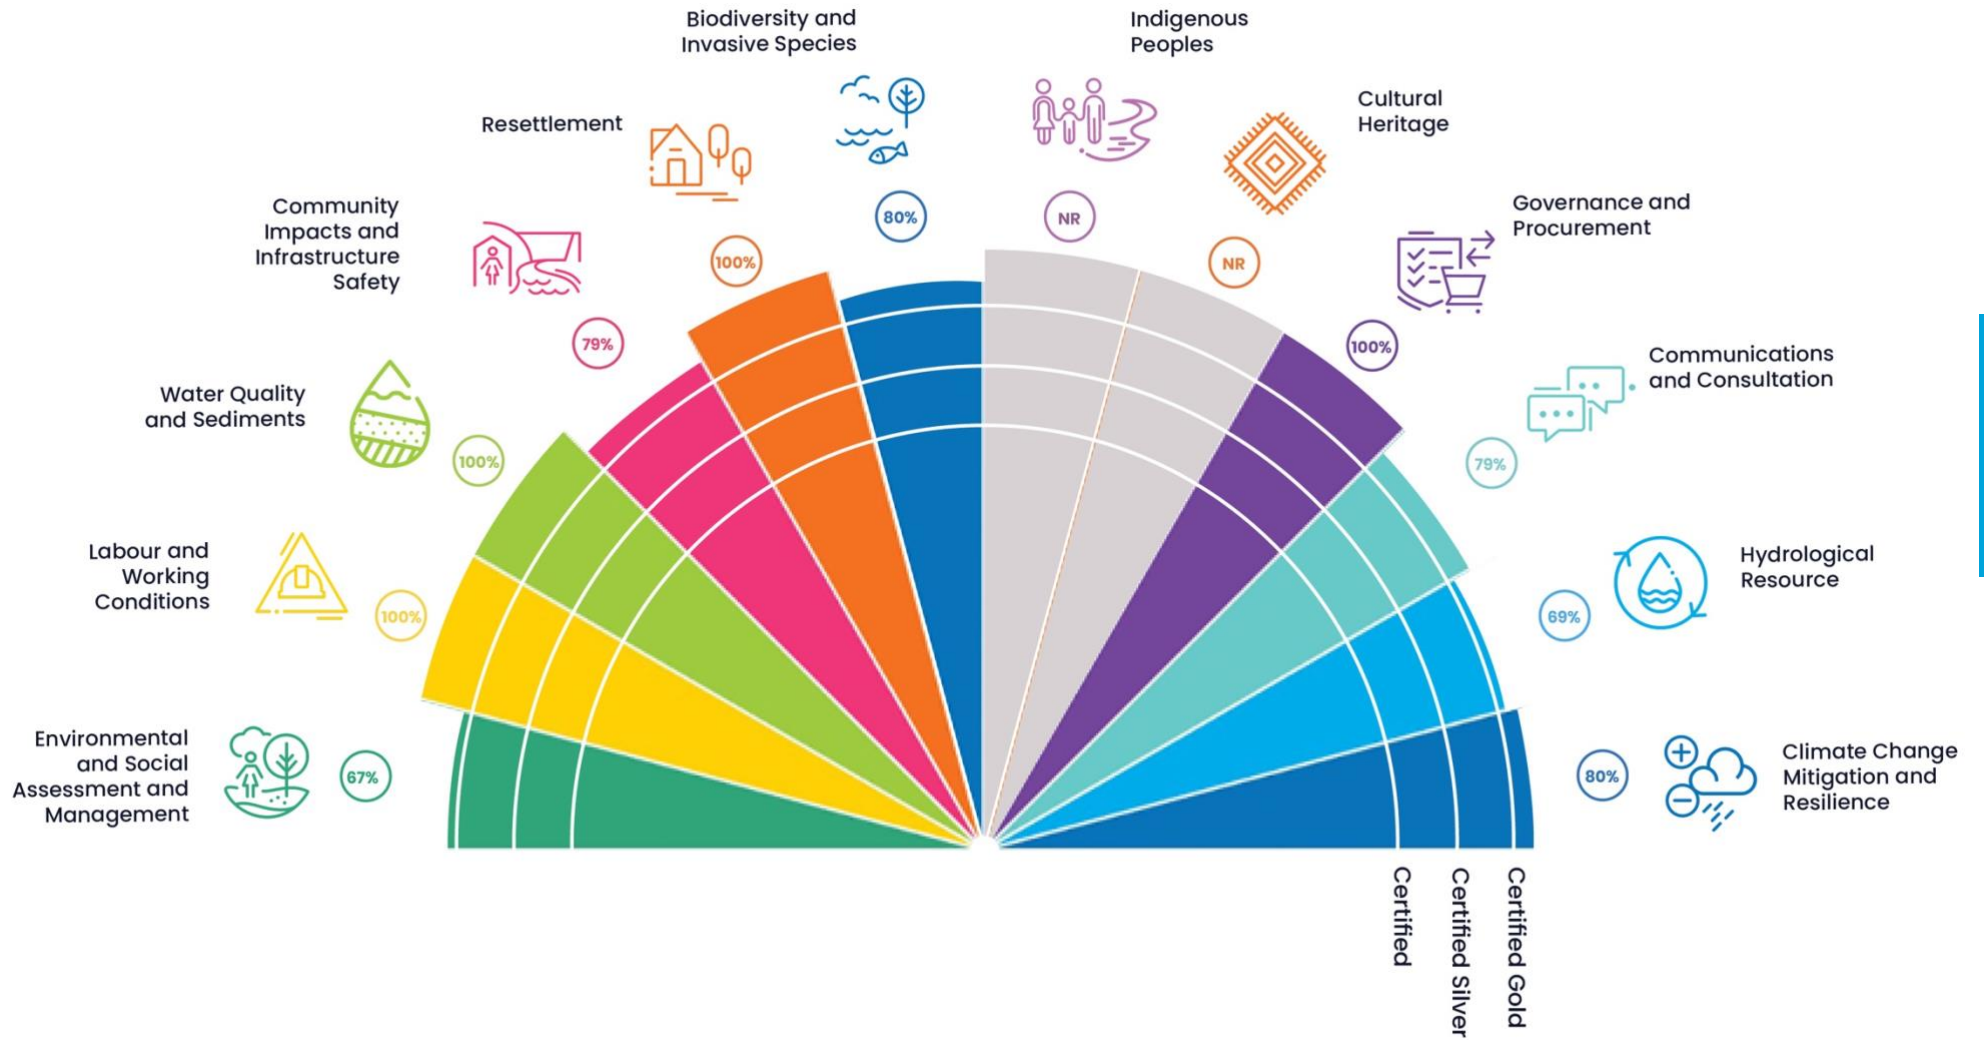 Biodiversity and
Invasive Species
80%
Indigenous
Peoples
NR
Resettlement
100%
Cultural
Heritage
NR
Community
Impacts and
Infrastructure
Safety
79%
Governance and
Procurement
100%
Water Quality
and Sediments
100%
Communications
and Consultation
79%
Labour and
Working
Conditions
100%
Hydrological
Resource
69%
Environmental
and Social
Assessment and
Management
67%
Climate Change
Mitigation and
Resilience
80%
Certified
Certified Silver
Certified Gold